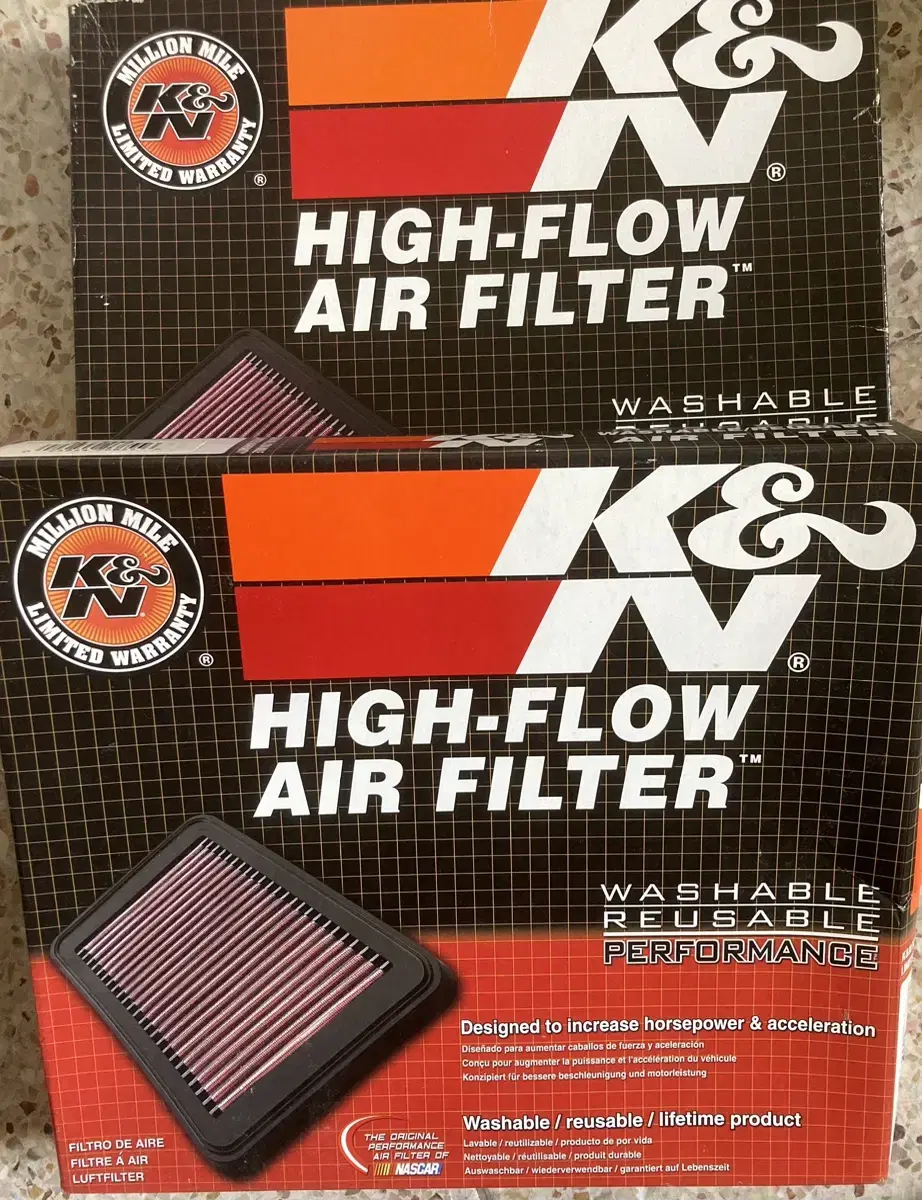 MILLION MILE
K&N
LIMITED WARRANTY
®
K&N®
HIGH-FLOW
AIR FILTER™
WASHABLE
REUSABLE
K&N
AIR FILTER
MILLION MILE
K&N
LIMITED WARRANTY
®
K&N®
HIGH-FLOW
AIR FILTER™
WASHABLE
REUSABLE
PERFORMANCE
Designed to increase horsepower & acceleration
Diseñado para aumentar caballos de fuerza y aceleración
Conçu pour augmenter la puissance et l'accélération du véhicule
Konzipiert für bessere beschleunigung und motorleistung
Washable / reusable / lifetime product
Lavable / reutilizable / producto de por vida
Nettoyable / réutilisable / produit durable
Auswaschbar / wiederverwendbar / garantiert auf Lebenszeit
THE ORIGINAL
PERFORMANCE
AIR FILTER OF
NASCAR
FILTRO DE AIRE
FILTRE Á AIR
LUFTFILTER